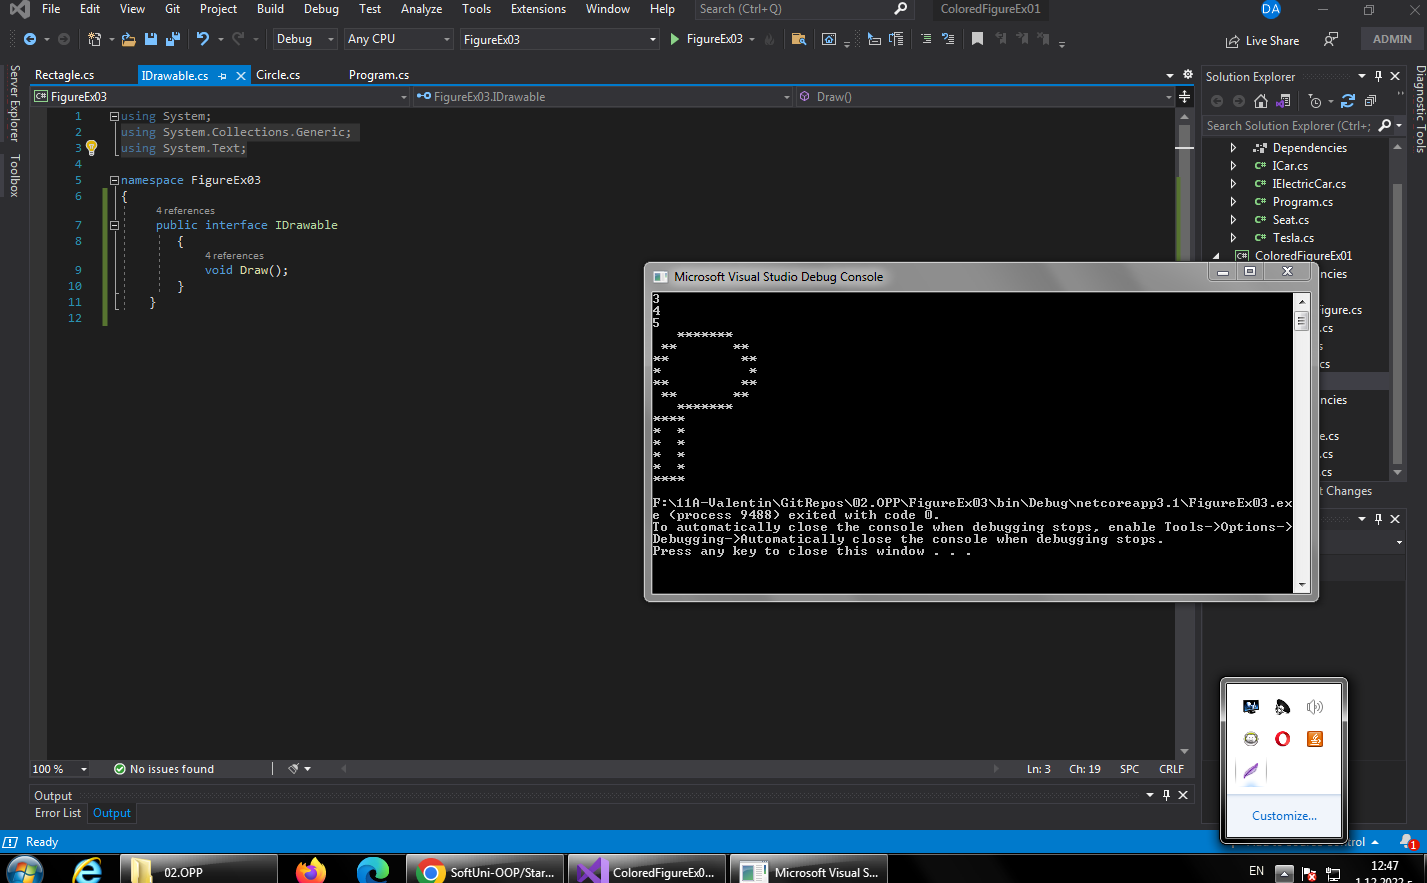 File Edit View Git Project Build Debug Test Analyze Tools Extensions Window Help Search (Ctrl+Q) ColoredFigureEx01 DA
Debug Any CPU FigureEx03 FigureEx03 Live Share ADMIN
Server Explorer
Toolbox
Rectagle.cs IDrawable.cs Circle.cs Program.cs
FigureEx03 FigureEx03.IDrawable Draw()
1 using System;
2 using System.Collections.Generic;
3 using System.Text;
4
5 namespace FigureEx03
6 {
4 references
7 public interface IDrawable
8 {
4 references
9 void Draw();
10 }
11 }
12
Solution Explorer
Search Solution Explorer (Ctrl+;
Dependencies
ICar.cs
IElectricCar.cs
Program.cs
Seat.cs
Tesla.cs
ColoredFigureEx01
ncies
igure.cs
.cs
s
cs
ncies
e.cs
.cs
.cs
t Changes
Diagnostic Tools
Microsoft Visual Studio Debug Console
3
4
5
*******
** **
** **
* *
** **
** **
*******
****
* *
* *
* *
* *
****
F:\11A-Valentin\GitRepos\02.OPP\FigureEx03\bin\Debug\netcoreapp3.1\FigureEx03.ex
e (process 9488) exited with code 0.
To automatically close the console when debugging stops, enable Tools->Options->
Debugging->Automatically close the console when debugging stops.
Press any key to close this window . . .
100 % No issues found Ln: 3 Ch: 19 SPC CRLF
Output
Error List Output
Customize...
Ready 1
02.OPP SoftUni-OOP/Star... ColoredFigureEx0... Microsoft Visual S... EN 12:47
1.12.2022 г.